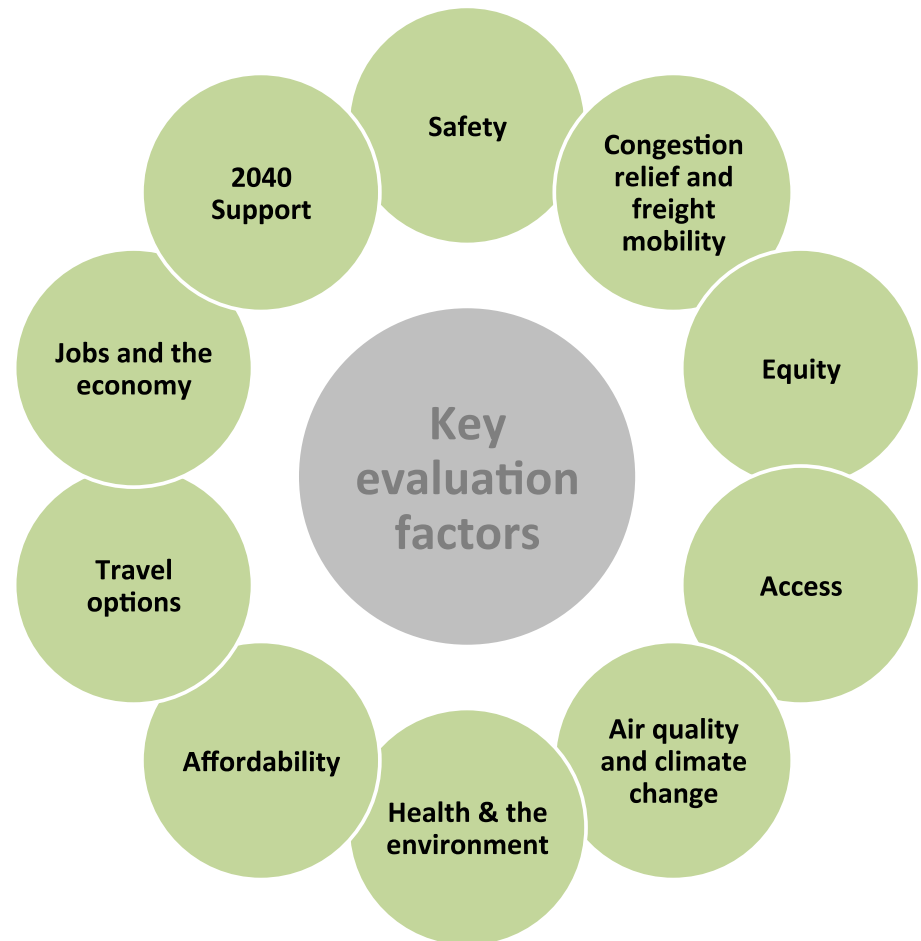 Safety
Congestion
relief and
freight
mobility
Equity
Access
Air quality
and climate
change
Health & the
environment
Affordability
Travel
options
Jobs and the
economy
2040
Support
Key
evaluation
factors